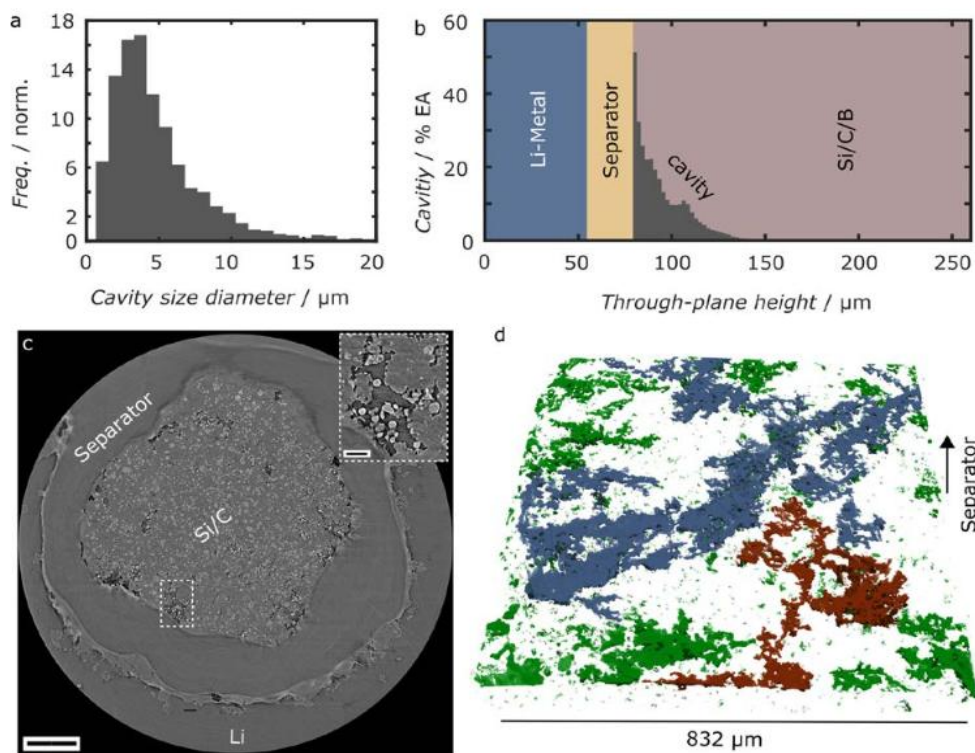 a
18
14
10
6
2
0
Freq. / norm.
0
5
10
15
20
Cavity size diameter / µm
b
60
40
20
0
Cavitiy / % EA
Li-Metal
Separator
cavity
Si/C/B
0
50
100
150
200
250
Through-plane height / µm
c
Separator
Si/C
Li
d
Separator
832 µm